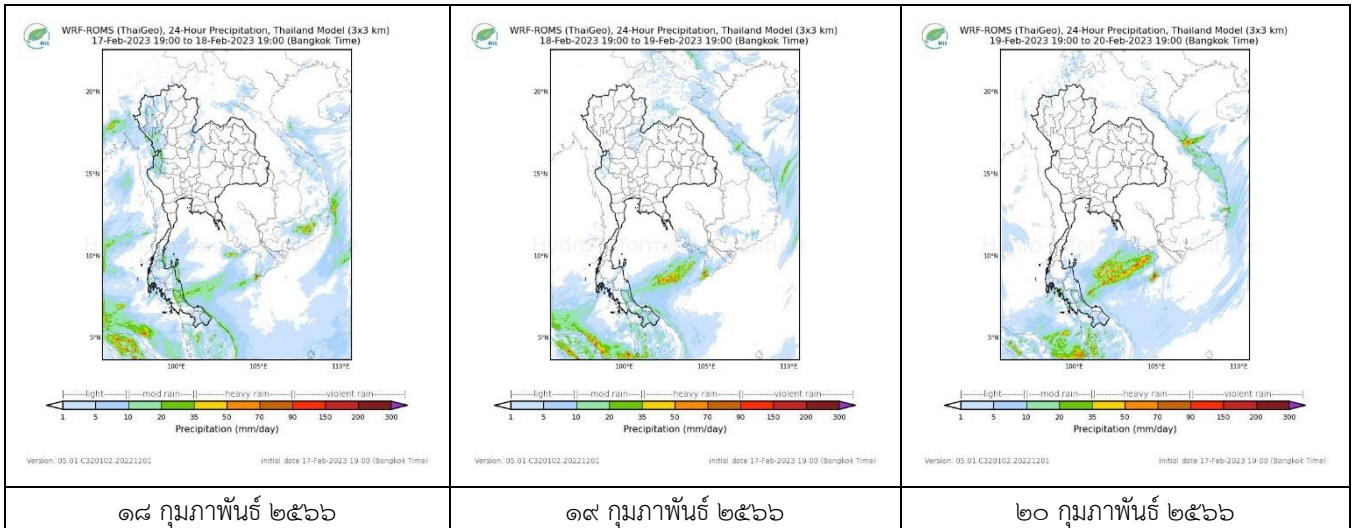 WRF-ROMS (ThaiGeo), 24-Hour Precipitation, Thailand Model (3x3 km)
17-Feb-2023 19:00 to 18-Feb-2023 19:00 (Bangkok Time)
20°N
15°N
10°N
5°N
100°E 105°E 110°E
light mod rain heavy rain violent rain
1 5 10 20 35 50 70 90 150 200 300
Precipitation (mm/day)
Version: 05.01.C320102.20221201 initial date 17-Feb-2023 19:00 (Bangkok Time)
๑๘ กุมภาพันธ์ ๒๕๖๖
WRF-ROMS (ThaiGeo), 24-Hour Precipitation, Thailand Model (3x3 km)
18-Feb-2023 19:00 to 19-Feb-2023 19:00 (Bangkok Time)
20°N
15°N
10°N
5°N
100°E 105°E 110°E
light mod rain heavy rain violent rain
1 5 10 20 35 50 70 90 150 200 300
Precipitation (mm/day)
Version: 05.01.C320102.20221201 initial date 17-Feb-2023 19:00 (Bangkok Time)
๑๙ กุมภาพันธ์ ๒๕๖๖
WRF-ROMS (ThaiGeo), 24-Hour Precipitation, Thailand Model (3x3 km)
19-Feb-2023 19:00 to 20-Feb-2023 19:00 (Bangkok Time)
20°N
15°N
10°N
5°N
100°E 105°E 110°E
light mod rain heavy rain violent rain
1 5 10 20 35 50 70 90 150 200 300
Precipitation (mm/day)
Version: 05.01.C320102.20221201 initial date 17-Feb-2023 19:00 (Bangkok Time)
๒๐ กุมภาพันธ์ ๒๕๖๖